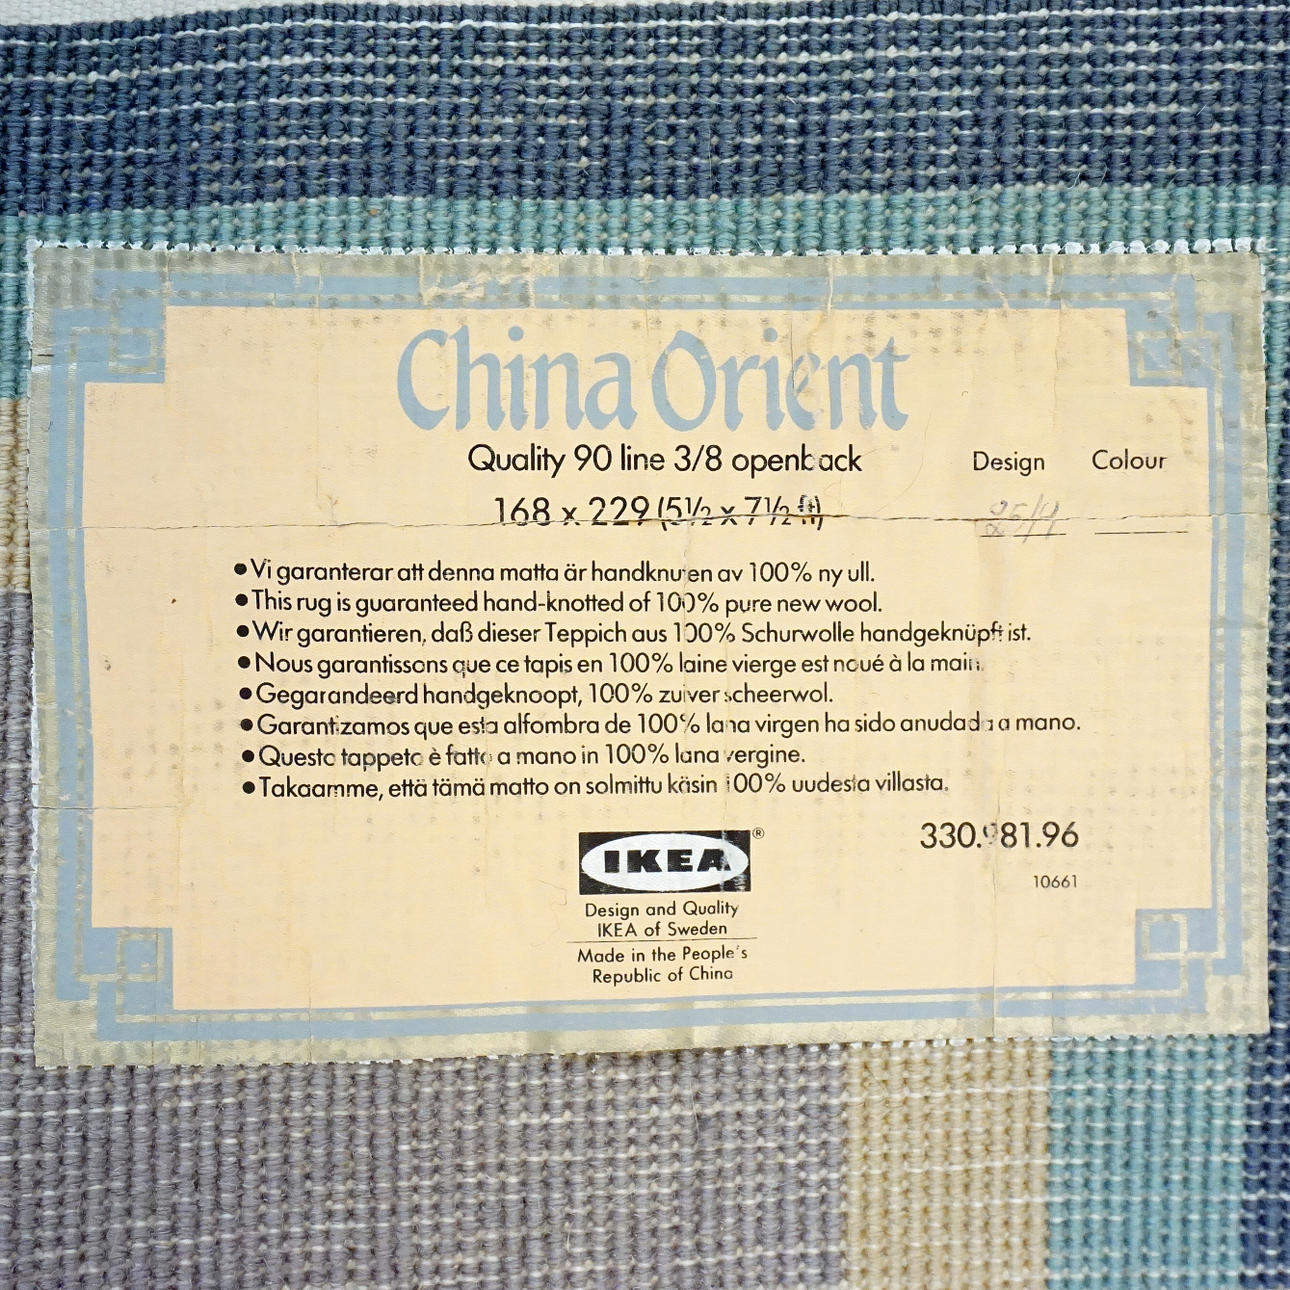 China Orient
Quality 90 line 3/8 openback
Design Colour
168 x 229 (5½ x 7½ ft)
25/4
● Vi garanterar att denna matta är handknuten av 100% ny ull.
● This rug is guaranteed hand-knotted of 100% pure new wool.
● Wir garantieren, daß dieser Teppich aus 100% Schurwolle handgeknüpft ist.
● Nous garantissons que ce tapis en 100% laine vierge est noué à la main.
● Gegarandeerd handgeknoopt, 100% zuiver scheerwol.
● Garantizamos que esta alfombra de 100% lana virgen ha sido anudada a mano.
● Questo tappeto è fatto a mano in 100% lana vergine.
● Takaamme, että tämä matto on solmittu käsin 100% uudesta villasta.
330.981.96
10661
IKEA®
Design and Quality
IKEA of Sweden
Made in the People's
Republic of China